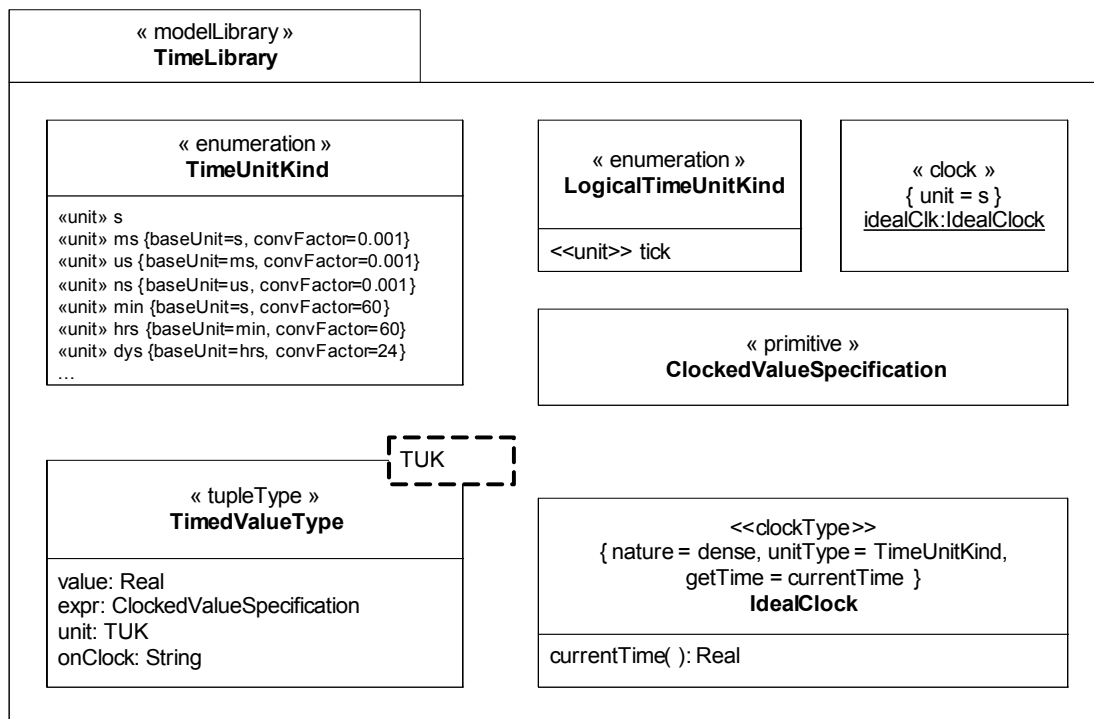 « modelLibrary »
TimeLibrary
« enumeration »
TimeUnitKind
«unit» s
«unit» ms {baseUnit=s, convFactor=0.001}
«unit» us {baseUnit=ms, convFactor=0.001}
«unit» ns {baseUnit=us, convFactor=0.001}
«unit» min {baseUnit=s, convFactor=60}
«unit» hrs {baseUnit=min, convFactor=60}
«unit» dys {baseUnit=hrs, convFactor=24}
...
« enumeration »
LogicalTimeUnitKind
<<unit>> tick
« clock »
{ unit = s }
idealClk:IdealClock
« primitive »
ClockedValueSpecification
TUK
« tupleType »
TimedValueType
value: Real
expr: ClockedValueSpecification
unit: TUK
onClock: String
<<clockType>>
{ nature = dense, unitType = TimeUnitKind,
getTime = currentTime }
IdealClock
currentTime( ): Real